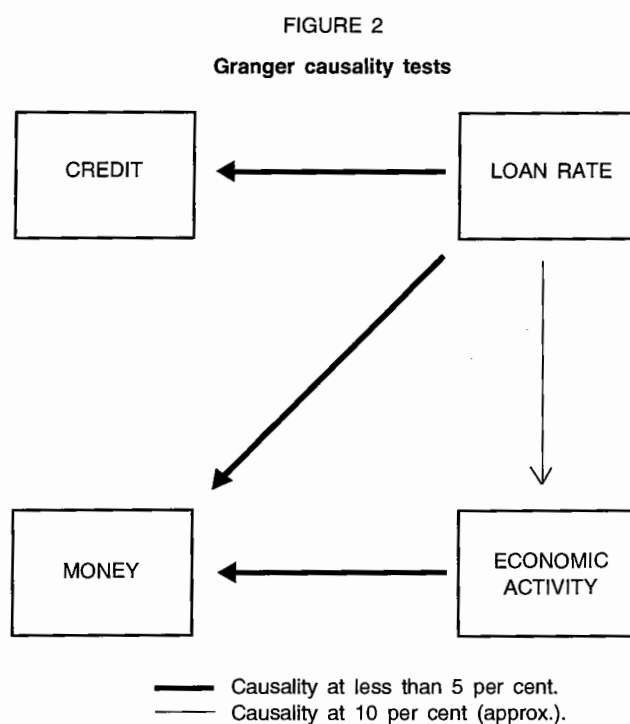 FIGURE 2
Granger causality tests
CREDIT
LOAN RATE
MONEY
ECONOMIC
ACTIVITY
Causality at less than 5 per cent.
Causality at 10 per cent (approx.).